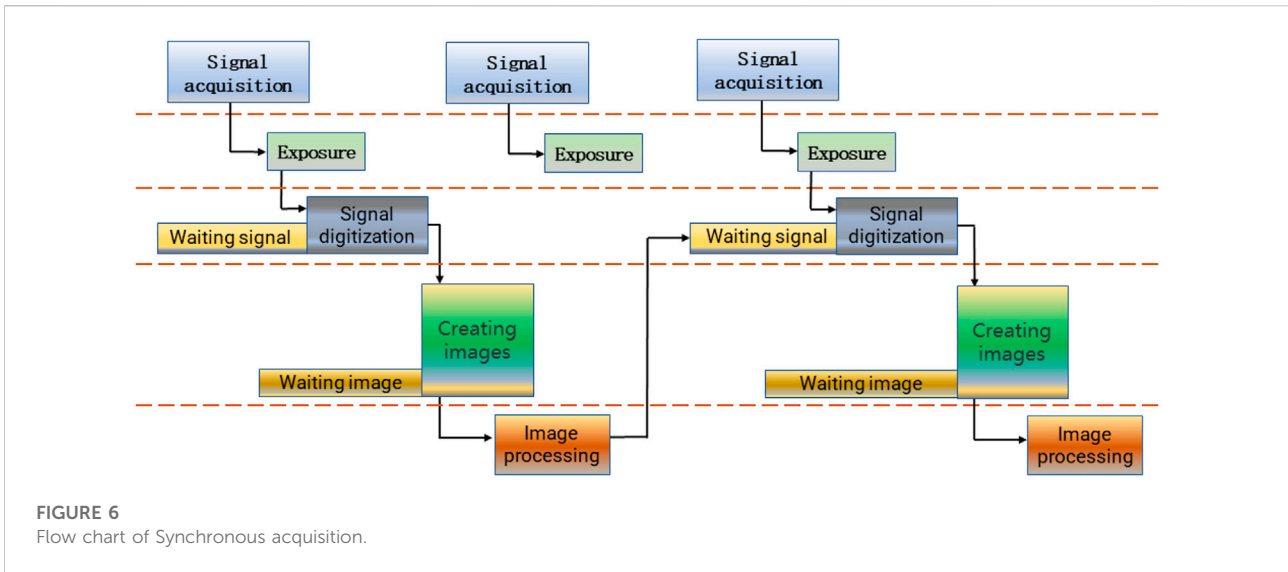 Signal
acquisition
Signal
acquisition
Signal
acquisition
Exposure
Exposure
Exposure
Waiting signal
Signal
digitization
Waiting signal
Signal
digitization
Creating
images
Waiting image
Creating
images
Waiting image
Image
processing
Image
processing
FIGURE 6
Flow chart of Synchronous acquisition.